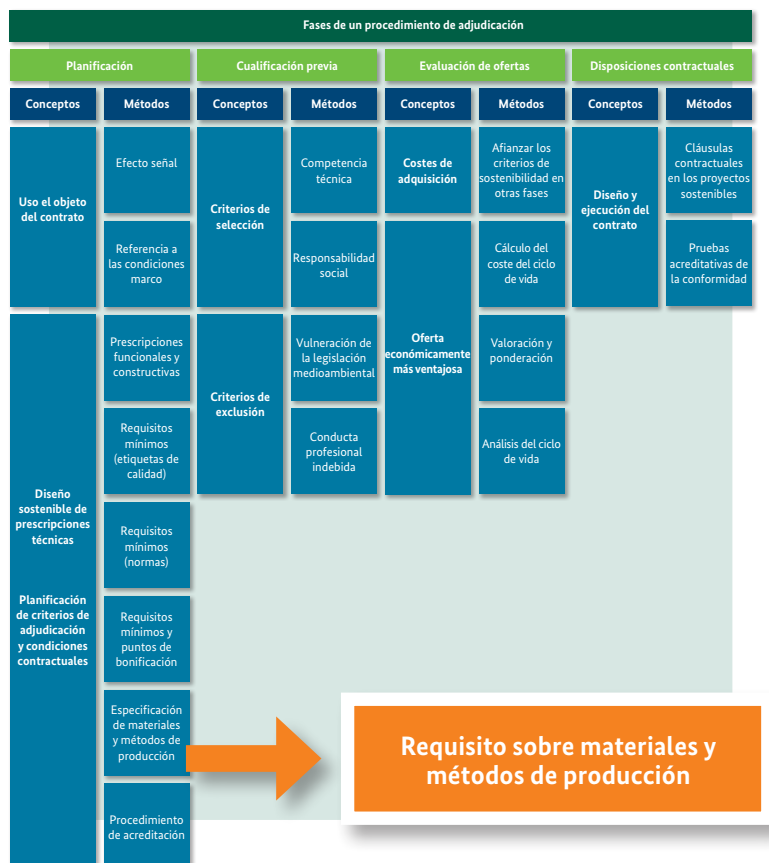 Fases de un procedimiento de adjudicación
Planificación
Cualificación previa
Evaluación de ofertas
Disposiciones contractuales
Conceptos
Métodos
Conceptos
Métodos
Conceptos
Métodos
Conceptos
Métodos
Uso el objeto
del contrato
Efecto señal
Referencia a
las condiciones
marco
Diseño
sostenible de
prescripciones
técnicas
Planificación
de criterios de
adjudicación
y condiciones
contractuales
Prescripciones
funcionales y
constructivas
Requisitos
mínimos
(etiquetas de
calidad)
Requisitos
mínimos
(normas)
Requisitos
mínimos y
puntos de
bonificación
Especificación
de materiales
y métodos de
producción
Procedimiento
de acreditación
Criterios de
selección
Competencia
técnica
Responsabilidad
social
Criterios de
exclusión
Vulneración de
la legislación
medioambiental
Conducta
profesional
indebida
Costes de
adquisición
Afianzar los
criterios de
sostenibilidad en
otras fases
Oferta
económicamente
más ventajosa
Cálculo del
coste del ciclo
de vida
Valoración y
ponderación
Análisis del ciclo
de vida
Diseño y
ejecución del
contrato
Cláusulas
contractuales
en los proyectos
sostenibles
Pruebas
acreditativas de
la conformidad
Requisito sobre materiales y
métodos de producción